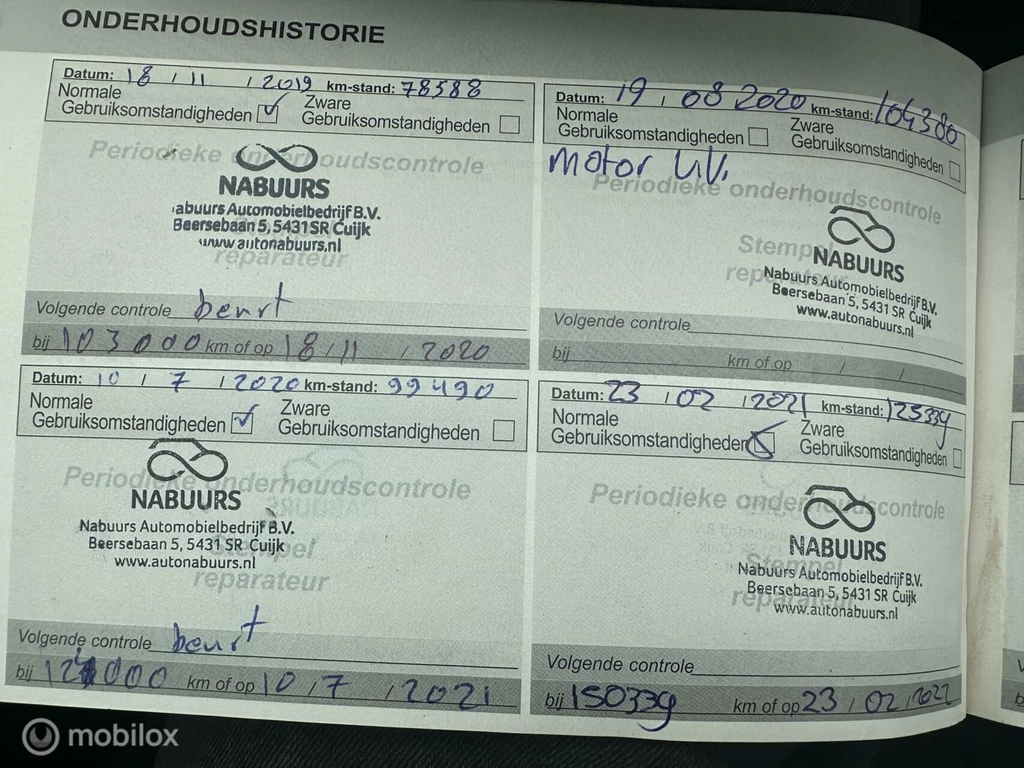 ONDERHOUDSHISTORIE
Datum: 18 / 11 / 2019 km-stand: 78588
Normale
Gebruiksomstandigheden
Zware
Gebruiksomstandigheden
Periodieke onderhoudscontrole
NABUURS
abuurs Automobielbedrijf B.V.
Beersebaan 5, 5431 SR Cuijk
www.autonabuurs.nl
reparateur
Volgende controle beurt
bij 103000 km of op 18 / 11 / 2020
Datum: 10 / 7 / 2020 km-stand: 99490
Normale
Gebruiksomstandigheden
Zware
Gebruiksomstandigheden
Periodieke onderhoudscontrole
NABUURS
Nabuurs Automobielbedrijf B.V.
Beersebaan 5, 5431 SR Cuijk
www.autonabuurs.nl
Stempel
reparateur
Volgende controle beurt
bij km of op 10 / 7 / 2021
Datum: 19 / 08 2020 km-stand: 104380
Normale
Gebruiksomstandigheden
Zware
Gebruiksomstandigheden
motor
Periodieke onderhoudscontrole
Stempel
reparateur
NABUURS
Nabuurs Automobielbedrijf B.V.
Beersebaan 5, 5431 SR Cuijk
www.autonabuurs.nl
Volgende controle
bij km of op / /
Datum: 23 / 02 / 2021 km-stand: 125339
Normale
Gebruiksomstandigheden
Zware
Gebruiksomstandigheden
Periodieke onderhoudscontrole
NABUURS
Stempel
Nabuurs Automobielbedrijf B.V.
Beersebaan 5, 5431 SR Cuijk
reparateur
www.autonabuurs.nl
Volgende controle
bij 150339 km of op 23 / 02 / 2022
mobilox